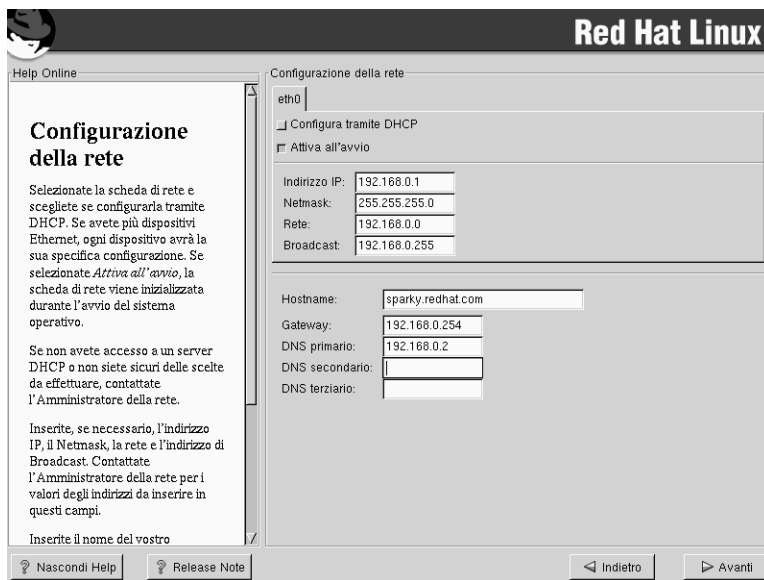 Red Hat Linux
Help Online
Configurazione
della rete
Selezionate la scheda di rete e
scegliete se configurarla tramite
DHCP. Se avete più dispositivi
Ethernet, ogni dispositivo avrà la
sua specifica configurazione. Se
selezionate Attiva all'avvio, la
scheda di rete viene inizializzata
durante l'avvio del sistema
operativo.
Se non avete accesso a un server
DHCP o non siete sicuri delle scelte
da effettuare, contattate
l'Amministratore della rete.
Inserite, se necessario, l'indirizzo
IP, il Netmask, la rete e l'indirizzo di
Broadcast. Contattate
l'Amministratore della rete per i
valori degli indirizzi da inserire in
questi campi.
Inserite il nome del vostro
Configurazione della rete
eth0
Configura tramite DHCP
Attiva all'avvio
Indirizzo IP: 192.168.0.1
Netmask: 255.255.255.0
Rete: 192.168.0.0
Broadcast: 192.168.0.255
Hostname: sparky.redhat.com
Gateway: 192.168.0.254
DNS primario: 192.168.0.2
DNS secondario:
DNS terziario:
Nascondi Help
Release Note
Indietro
Avanti